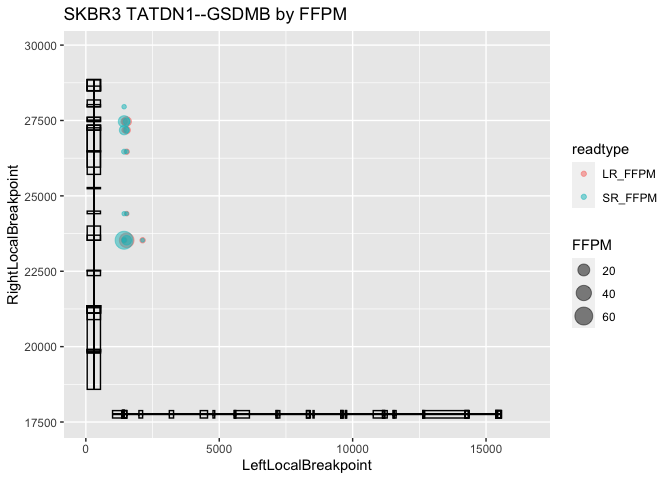 SKBR3 TATDN1--GSDMB by FFPM
30000
27500
25000
22500
20000
17500
RightLocalBreakpoint
0
5000
10000
15000
LeftLocalBreakpoint
readtype
LR_FFPM
SR_FFPM
FFPM
20
40
60